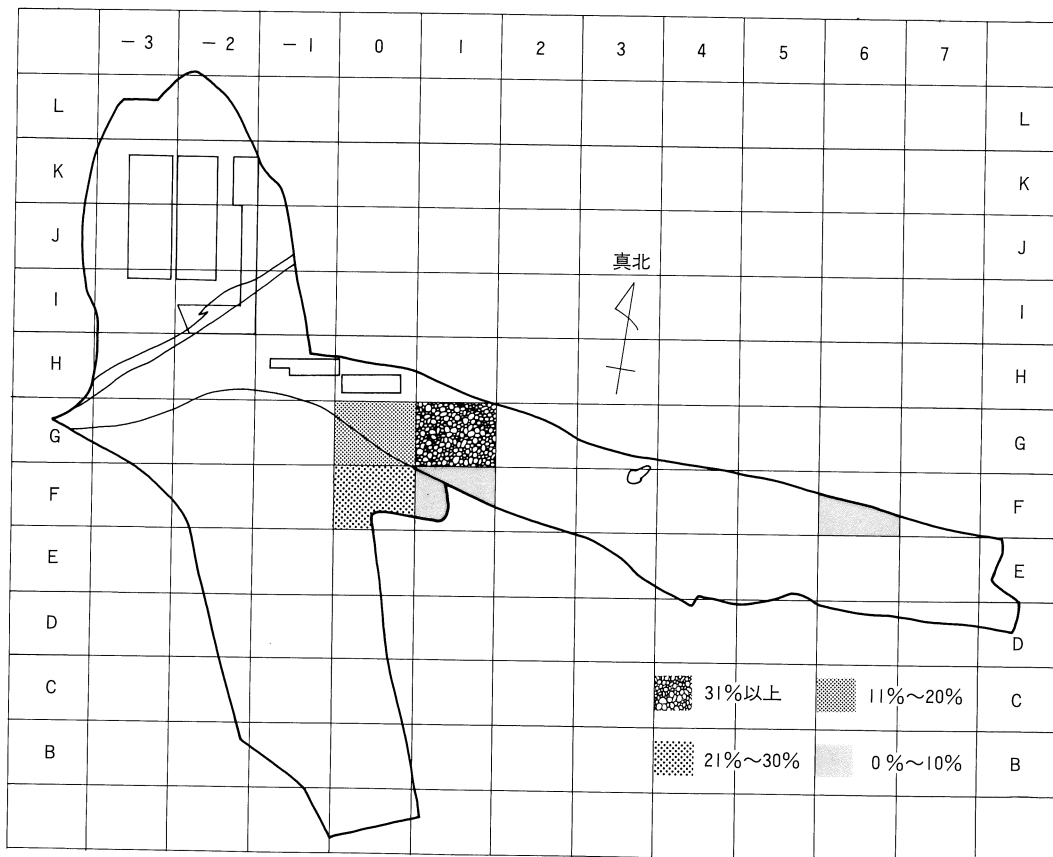 －3 －2 －1 0 1 2 3 4 5 6 7
L L
K K
J J
真北
I I
H H
G G
F F
E E
D D
C 31%以上 11%～20% C
B 21%～30% 0%～10% B